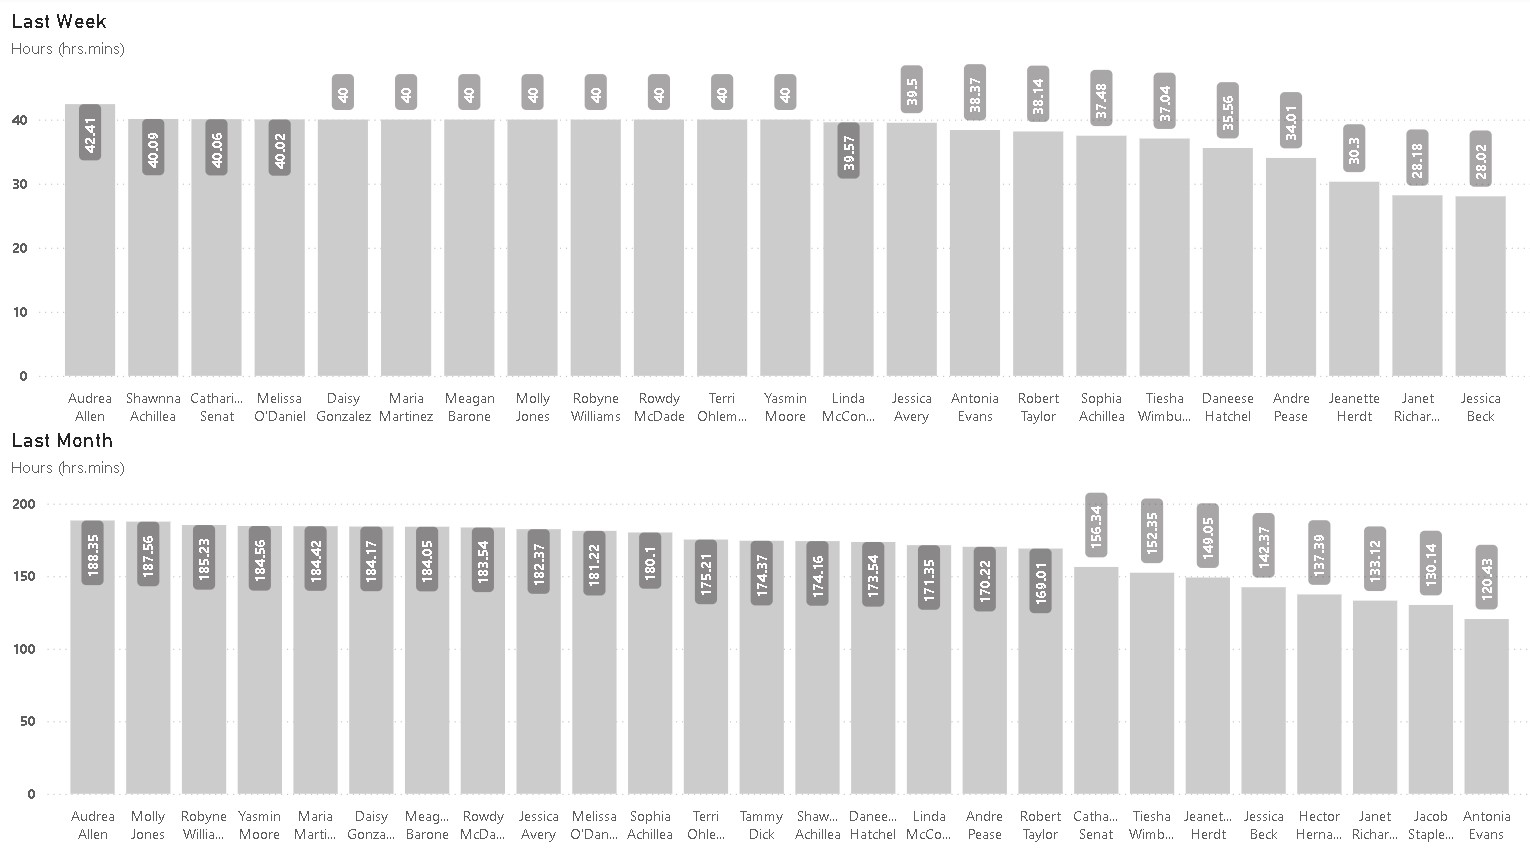 Last Week
Hours (hrs.mins)
40
30
20
10
0
42.41
40.09
40.06
40.02
40
40
40
40
40
40
40
40
39.57
39.5
38.37
38.14
37.48
37.04
35.56
34.01
30.3
28.18
28.02
Audrea
Allen
Shawnna
Achillea
Cathari...
Senat
Melissa
O'Daniel
Daisy
Gonzalez
Maria
Martinez
Meagan
Barone
Molly
Jones
Robyne
Williams
Rowdy
McDade
Terri
Ohlem...
Yasmin
Moore
Linda
McCon...
Jessica
Avery
Antonia
Evans
Robert
Taylor
Sophia
Achillea
Tiesha
Wimbu...
Daneese
Hatchel
Andre
Pease
Jeanette
Herdt
Janet
Richar...
Jessica
Beck
Last Month
Hours (hrs.mins)
200
150
100
50
0
188.35
187.56
185.23
184.56
184.42
184.17
184.05
183.54
182.37
181.22
180.1
175.21
174.37
174.16
173.54
171.35
170.22
169.01
156.34
152.35
149.05
142.37
137.39
133.12
130.14
120.43
Audrea
Allen
Molly
Jones
Robyne
Willia...
Yasmin
Moore
Maria
Marti...
Daisy
Gonza...
Meag...
Barone
Rowdy
McDa...
Jessica
Avery
Melissa
O'Dan...
Sophia
Achillea
Terri
Ohle...
Tammy
Dick
Shaw...
Achillea
Danee...
Hatchel
Linda
McCo...
Andre
Pease
Robert
Taylor
Catha...
Senat
Tiesha
Wimb...
Jeanet...
Herdt
Jessica
Beck
Hector
Herna...
Janet
Richar...
Jacob
Staple...
Antonia
Evans